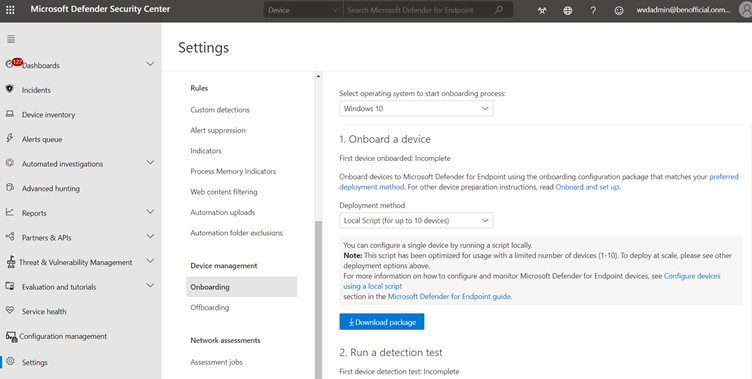 Microsoft Defender Security Center
Device
Search Microsoft Defender for Endpoint
?
wvdadmin@benofficial.onm...
127
Dashboards
Incidents
Device inventory
Alerts queue
Automated investigations
Advanced hunting
Reports
Partners & APIs
Threat & Vulnerability Management
Evaluation and tutorials
Service health
Configuration management
Settings
Settings
Rules
Custom detections
Alert suppression
Indicators
Process Memory Indicators
Web content filtering
Automation uploads
Automation folder exclusions
Device management
Onboarding
Offboarding
Network assessments
Assessment jobs
Select operating system to start onboarding process:
Windows 10
1. Onboard a device
First device onboarded: Incomplete
Onboard devices to Microsoft Defender for Endpoint using the onboarding configuration package that matches your preferred
deployment method. For other device preparation instructions, read Onboard and set up.
Deployment method
Local Script (for up to 10 devices)
You can configure a single device by running a script locally.
Note: This script has been optimized for usage with a limited number of devices (1-10). To deploy at scale, please see other
deployment options above.
For more information on how to configure and monitor Microsoft Defender for Endpoint devices, see Configure devices
using a local script
section in the Microsoft Defender for Endpoint guide.
Download package
2. Run a detection test
First device detection test: Incomplete